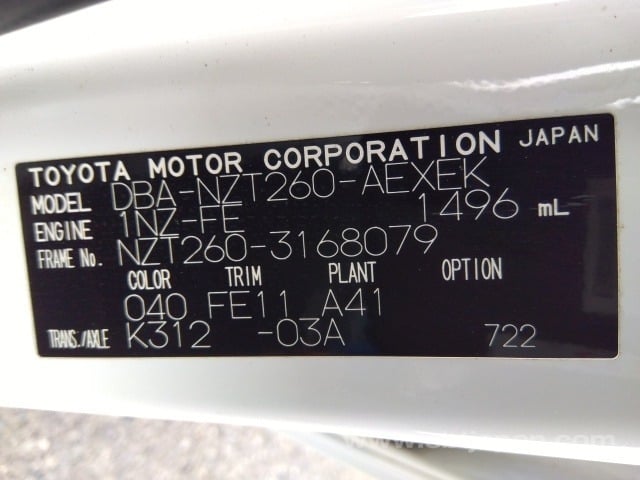 TOYOTA MOTOR CORPORATION JAPAN
MODEL DBA-NZT260-AEXEK
ENGINE 1NZ-FE 1496 mL
FRAME No. NZT260-3168079
COLOR TRIM PLANT OPTION
040 FE11 A41
TRANS./AXLE K312 -03A 722